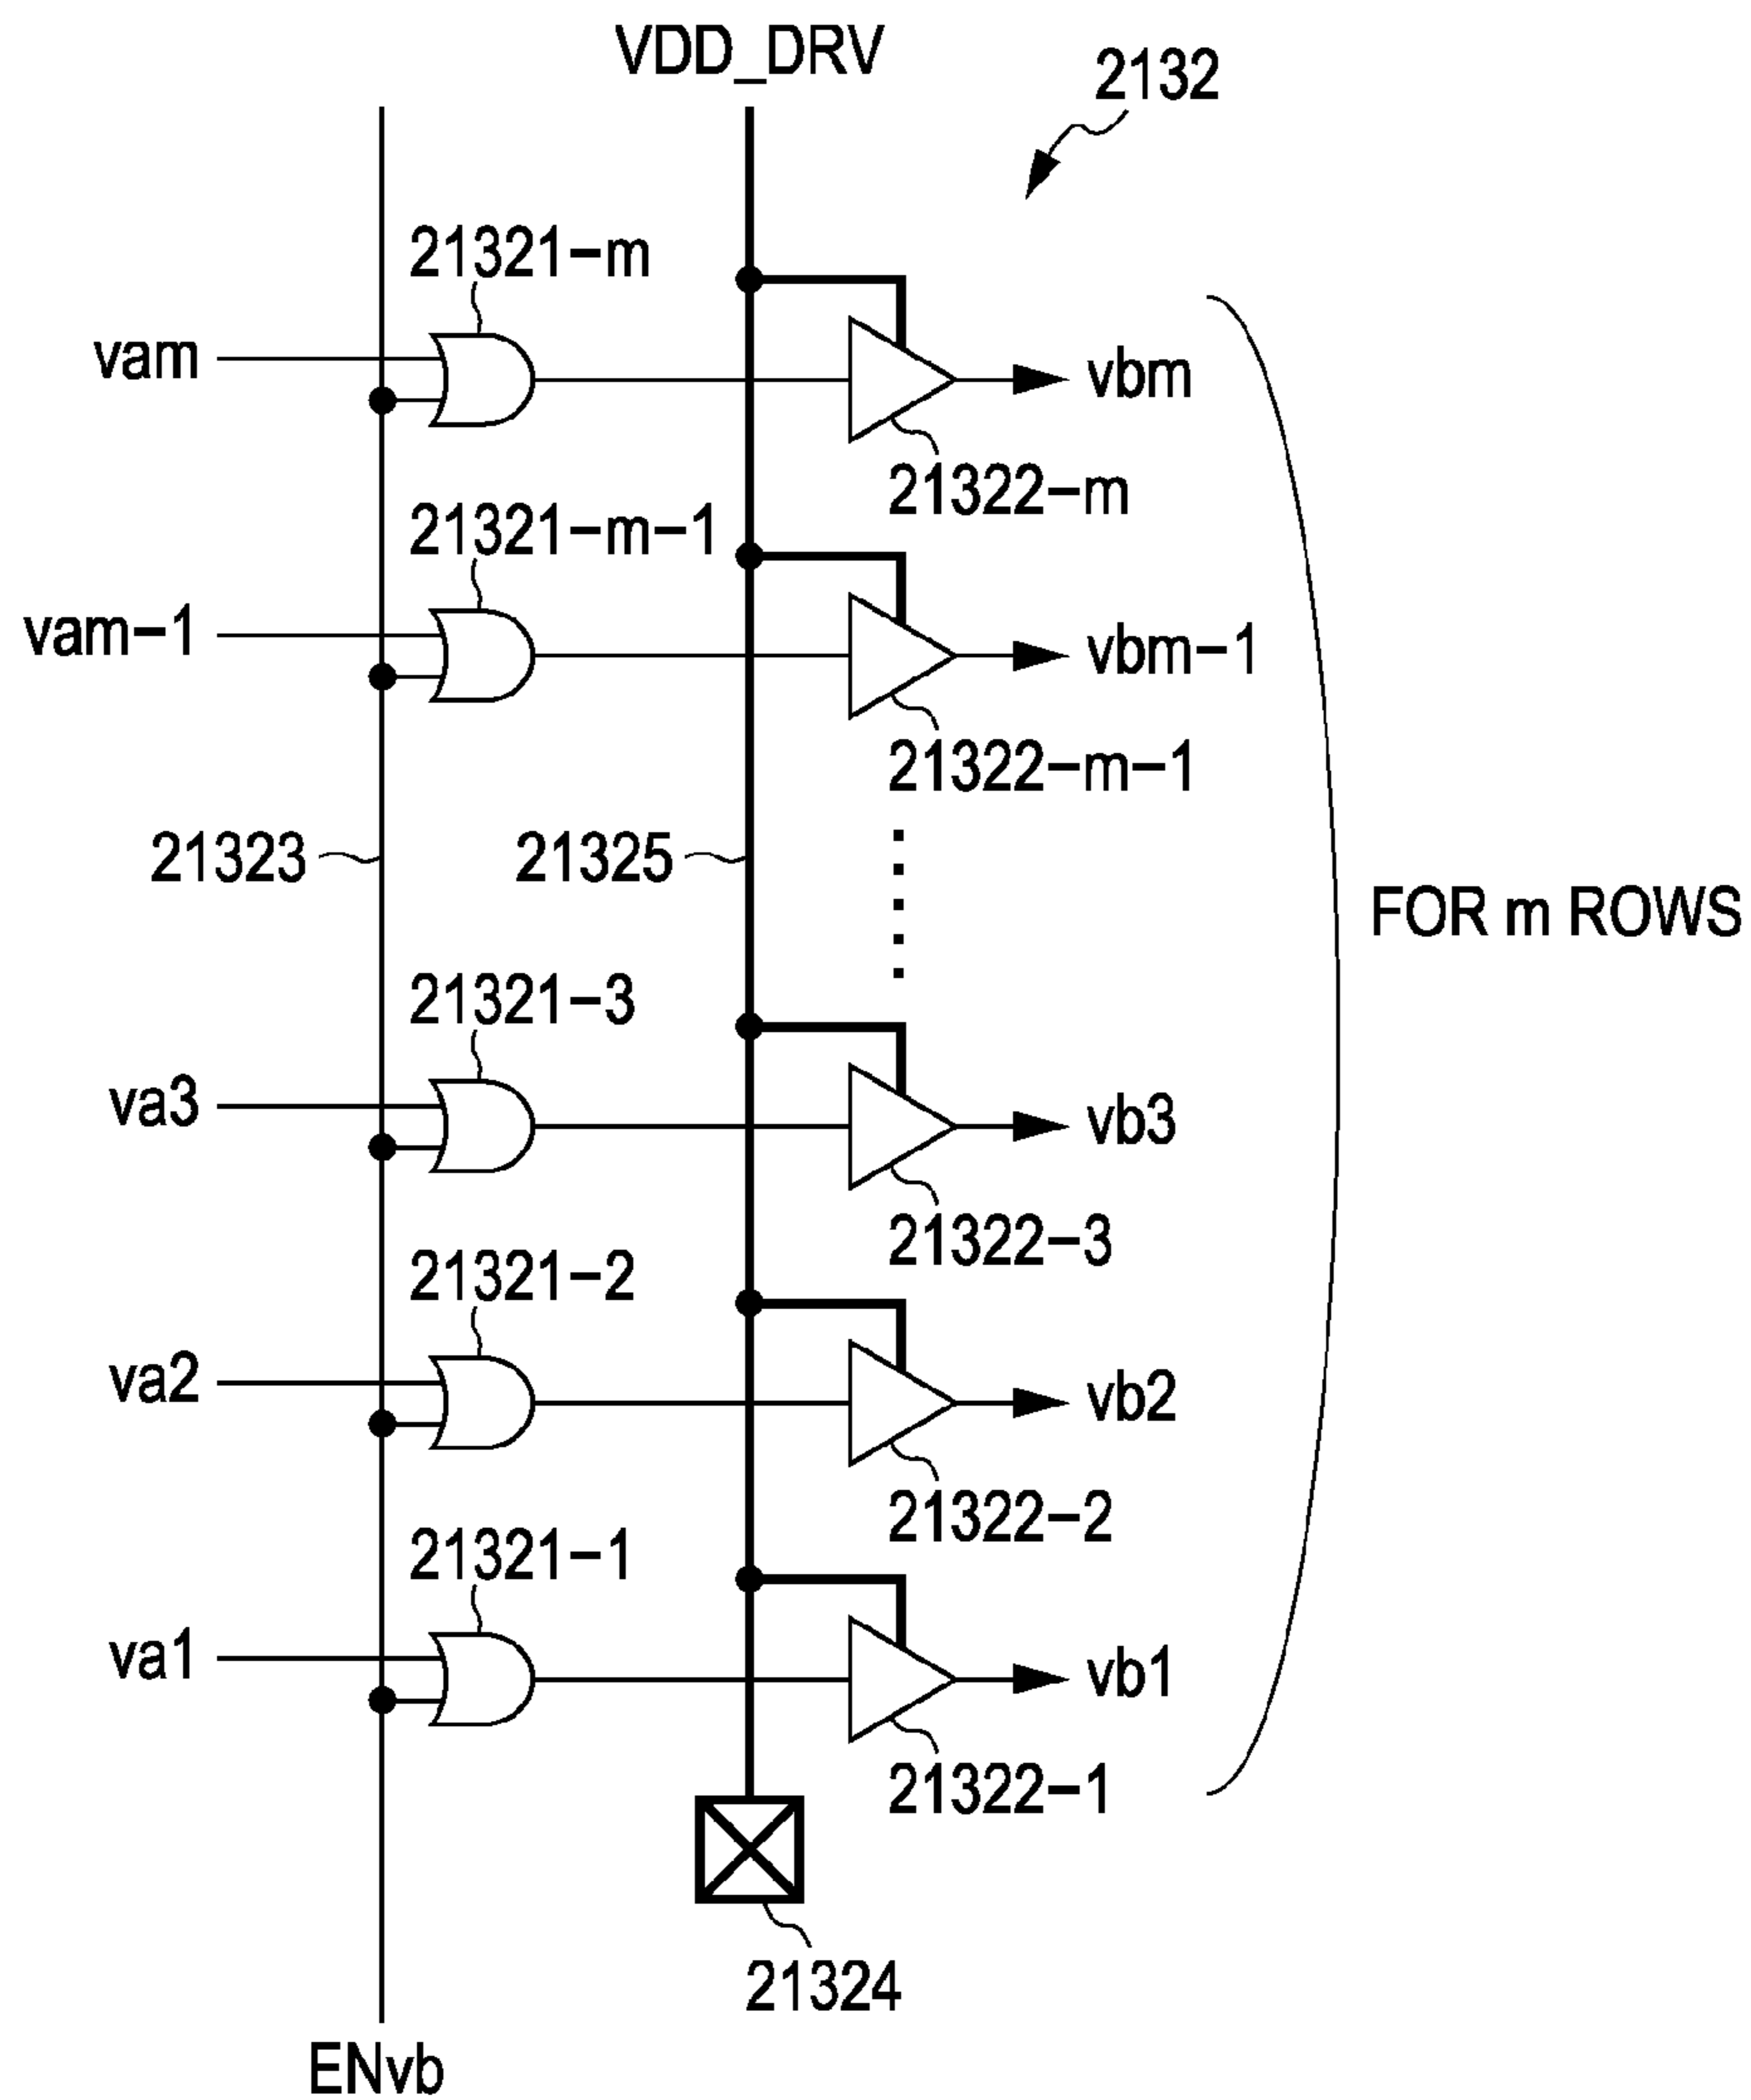 VDD_DRV
2132
21321-m
vam
vbm
21322-m
21321-m-1
vam-1
vbm-1
21322-m-1
21323
21325
FOR m ROWS
21321-3
va3
vb3
21322-3
21321-2
va2
vb2
21322-2
21321-1
va1
vb1
21322-1
21324
ENvb